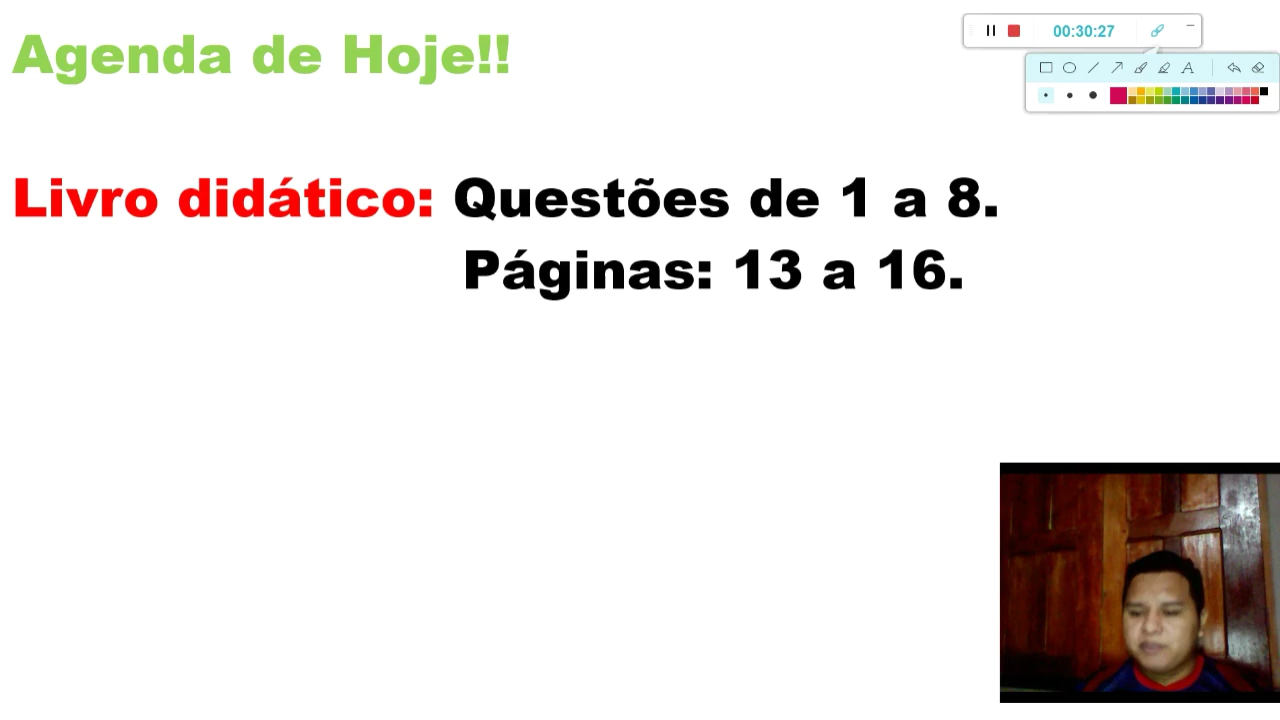 Agenda de Hoje!!
00:30:27
A
Livro didático: Questões de 1 a 8.
Páginas: 13 a 16.